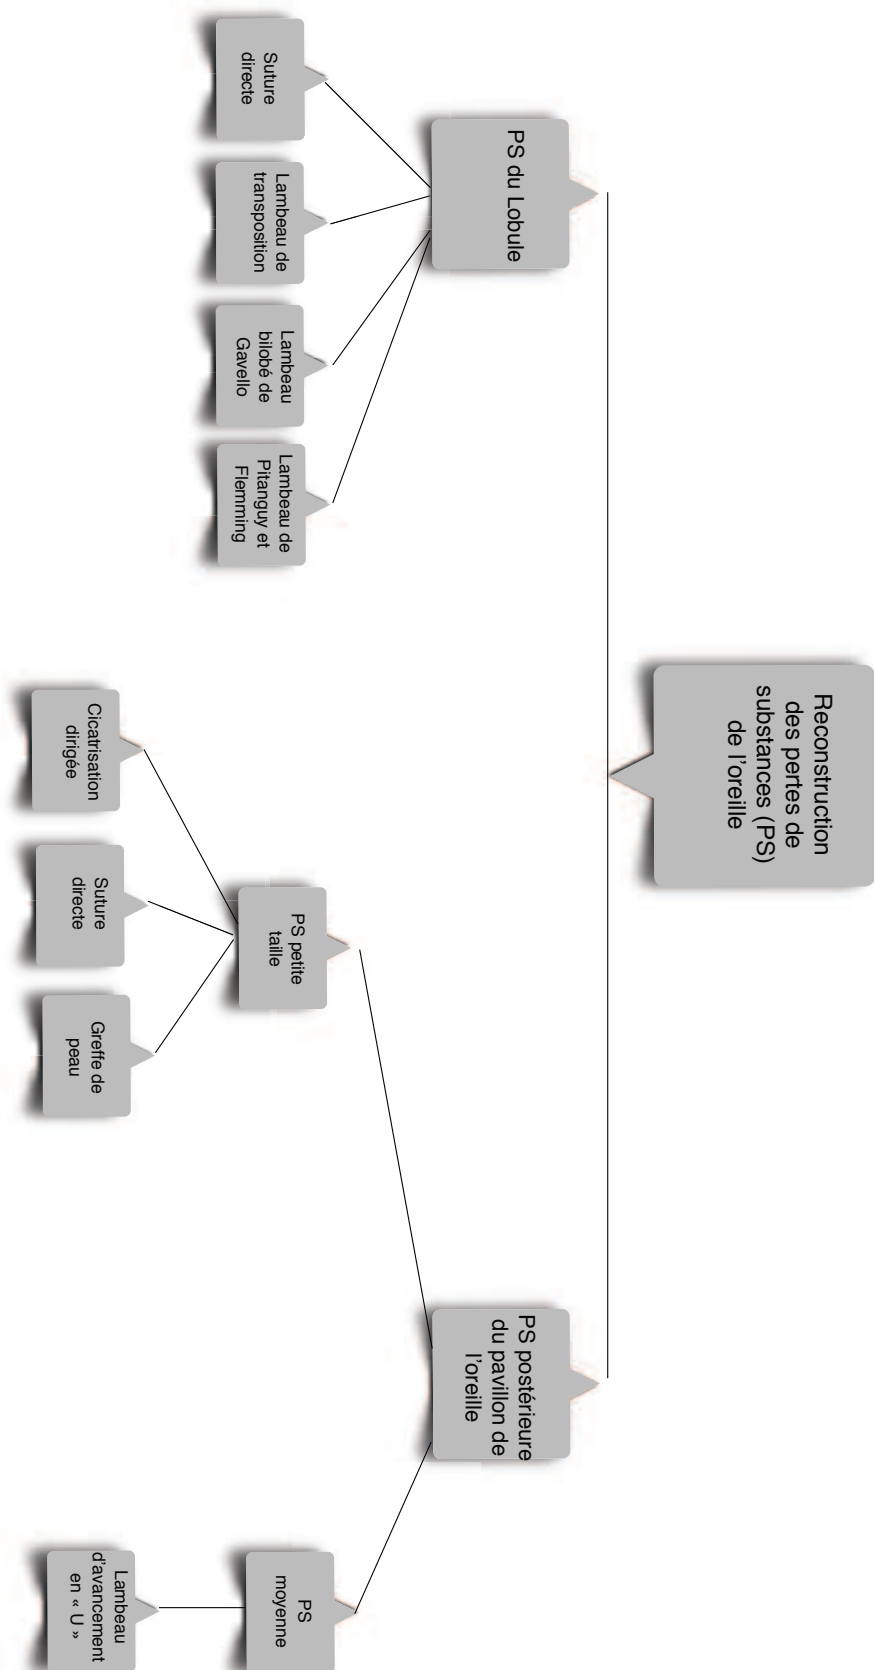 Reconstruction
des pertes de
substances (PS)
de l'oreille
PS du Lobule
PS postérieure
du pavillon de
l'oreille
Suture
directe
Lambeau de
transposition
Lambeau
bilobé de
Gavello
Lambeau de
Pitanguy et
Flemming
PS petite
taille
PS
moyenne
Cicatrisation
dirigée
Suture
directe
Greffe de
peau
Lambeau
d'avancement
en « U »